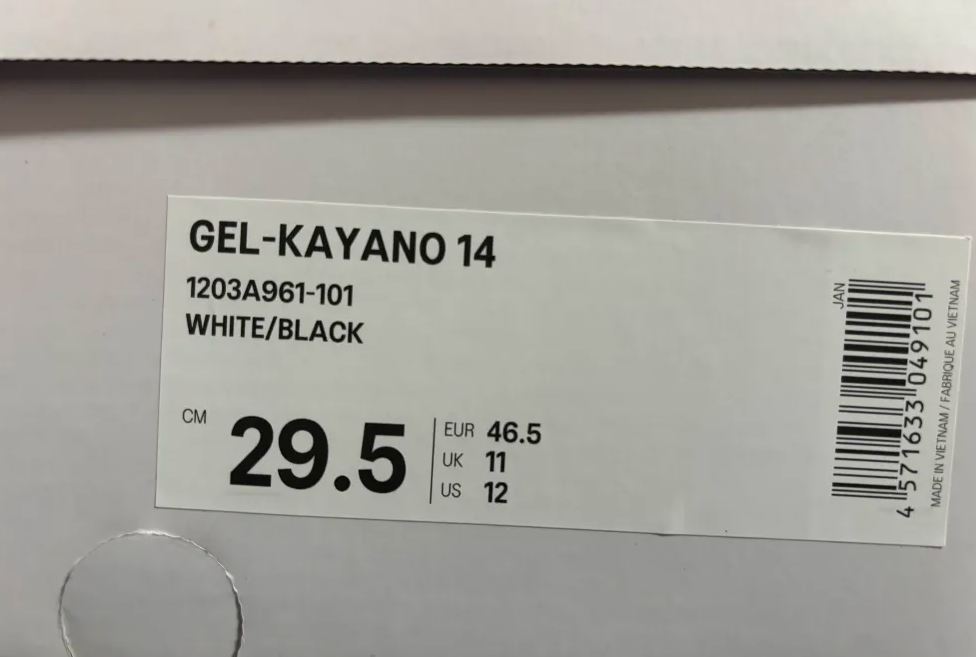 GEL-KAYANO 14
1203A961-101
WHITE/BLACK
CM 29.5
EUR 46.5
UK 11
US 12
JAN
4 571633 049101
MADE IN VIETNAM / FABRIQUE AU VIETNAM